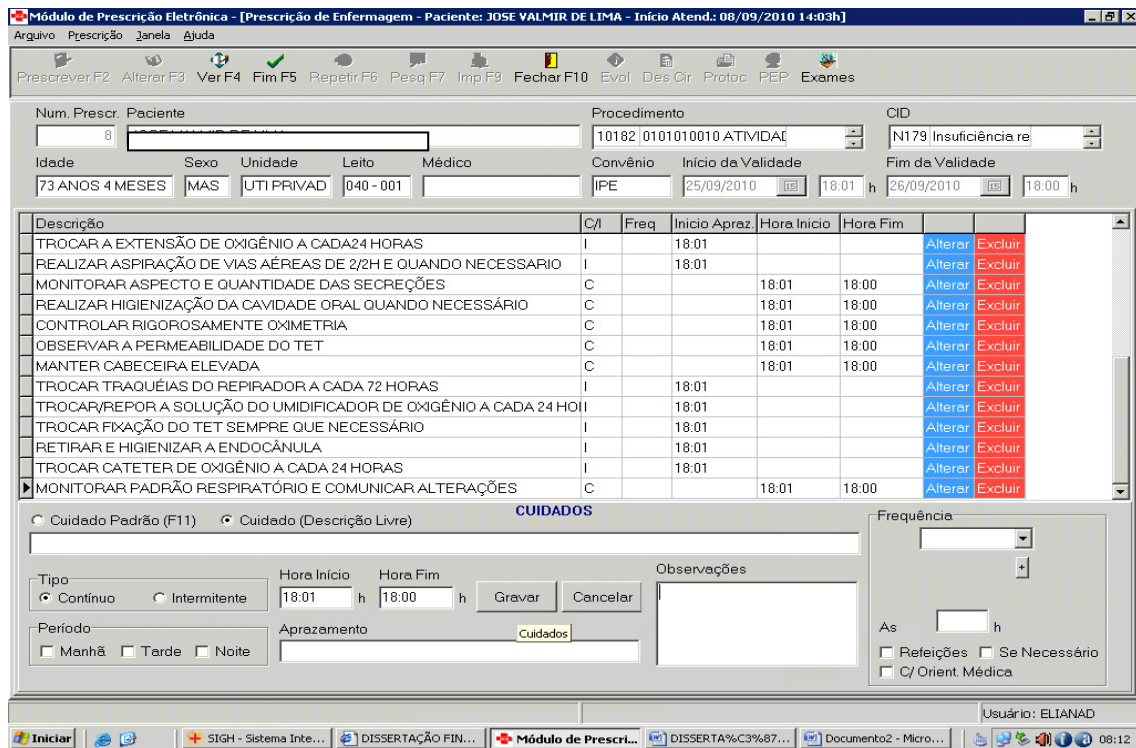 Módulo de Prescrição Eletrônica - [Prescrição de Enfermagem - Paciente: JOSE VALMIR DE LIMA - Início Atend.: 08/09/2010 14:03h]
Arquivo Prescrição Janela Ajuda
Prescrever F2 Alterar F3 Ver F4 Fim F5 Repetir F6 Pesq F7 Imp F9 Fechar F10 Evol Des Cir Protoc PEP Exames
Num. Prescr. Paciente Procedimento CID
8 10182 0101010010 ATIVIDAD N179 Insuficiência re
Idade Sexo Unidade Leito Médico Convênio Início da Validade Fim da Validade
73 ANOS 4 MESES MAS UTI PRIVAD 040 - 001 IPE 25/09/2010 15 18:01 h 26/09/2010 15 18:00 h
Descrição C/I Freq Inicio Apraz. Hora Inicio Hora Fim
TROCAR A EXTENSÃO DE OXIGÊNIO A CADA24 HORAS I 18:01 Alterar Excluir
REALIZAR ASPIRAÇÃO DE VIAS AÉREAS DE 2/2H E QUANDO NECESSARIO I 18:01 Alterar Excluir
MONITORAR ASPECTO E QUANTIDADE DAS SECREÇÕES C 18:01 18:00 Alterar Excluir
REALIZAR HIGIENIZAÇÃO DA CAVIDADE ORAL QUANDO NECESSÁRIO C 18:01 18:00 Alterar Excluir
CONTROLAR RIGOROSAMENTE OXIMETRIA C 18:01 18:00 Alterar Excluir
OBSERVAR A PERMEABILIDADE DO TET C 18:01 18:00 Alterar Excluir
MANTER CABECEIRA ELEVADA C 18:01 18:00 Alterar Excluir
TROCAR TRAQUÉIAS DO REPIRADOR A CADA 72 HORAS I 18:01 Alterar Excluir
TROCAR/REPOR A SOLUÇÃO DO UMIDIFICADOR DE OXIGÊNIO A CADA 24 HOI I 18:01 Alterar Excluir
TROCAR FIXAÇÃO DO TET SEMPRE QUE NECESSÁRIO I 18:01 Alterar Excluir
RETIRAR E HIGIENIZAR A ENDOCÂNULA I 18:01 Alterar Excluir
TROCAR CATETER DE OXIGÊNIO A CADA 24 HORAS I 18:01 Alterar Excluir
MONITORAR PADRÃO RESPIRATÓRIO E COMUNICAR ALTERAÇÕES C 18:01 18:00 Alterar Excluir
CUIDADOS
Cuidado Padrão (F11) Cuidado (Descrição Livre) Frequência
Tipo Hora Início Hora Fim Observações
Contínuo Intermitente 18:01 h 18:00 h Gravar Cancelar
Período Aprazamento Cuidados As h
Manhã Tarde Noite Refeições Se Necessário
C/ Orient. Médica
Usuário: ELIANAD
Iniciar SIGH - Sistema Inte... DISSERTAÇÃO FIN... Módulo de Prescri... DISSERTA%C3%87... Documento2 - Micro... 08:12